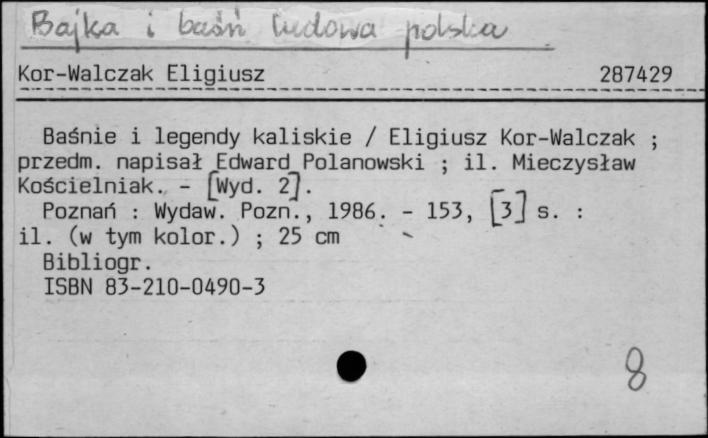 Bajka i baśń ludowa polska
Kor-Walczak Eligiusz 287429
Baśnie i legendy kaliskie / Eligiusz Kor-Walczak ;
przedm. napisał Edward Polanowski ; il. Mieczysław
Kościelniak. - [Wyd. 2].
Poznań : Wydaw. Pozn., 1986. - 153, [3] s. :
il. (w tym kolor.) ; 25 cm
Bibliogr.
ISBN 83-210-0490-3
8